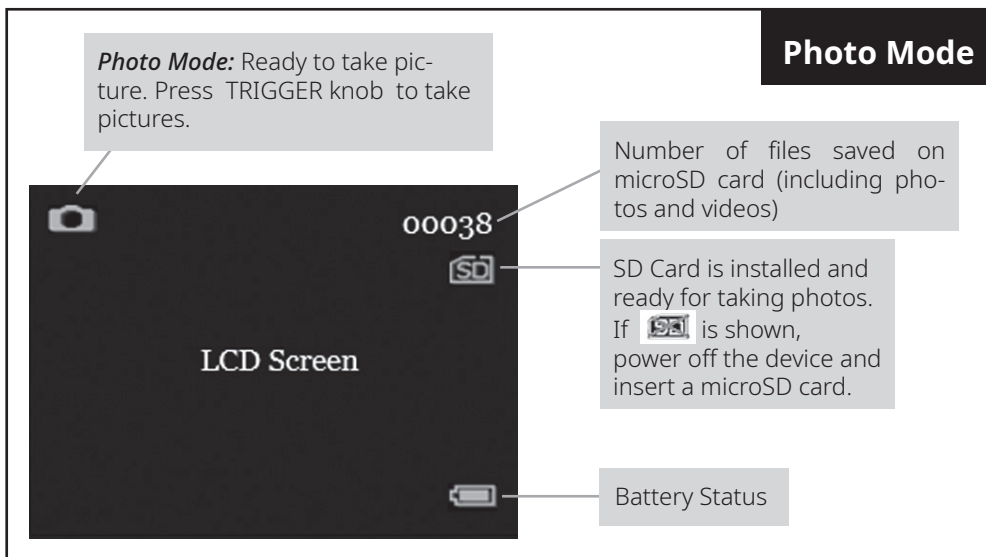 Photo Mode
Photo Mode: Ready to take pic-
ture. Press TRIGGER knob to take
pictures.
Number of files saved on
microSD card (including pho-
tos and videos)
00038
SD
SD Card is installed and
ready for taking photos.
If is shown,
power off the device and
insert a microSD card.
LCD Screen
Battery Status